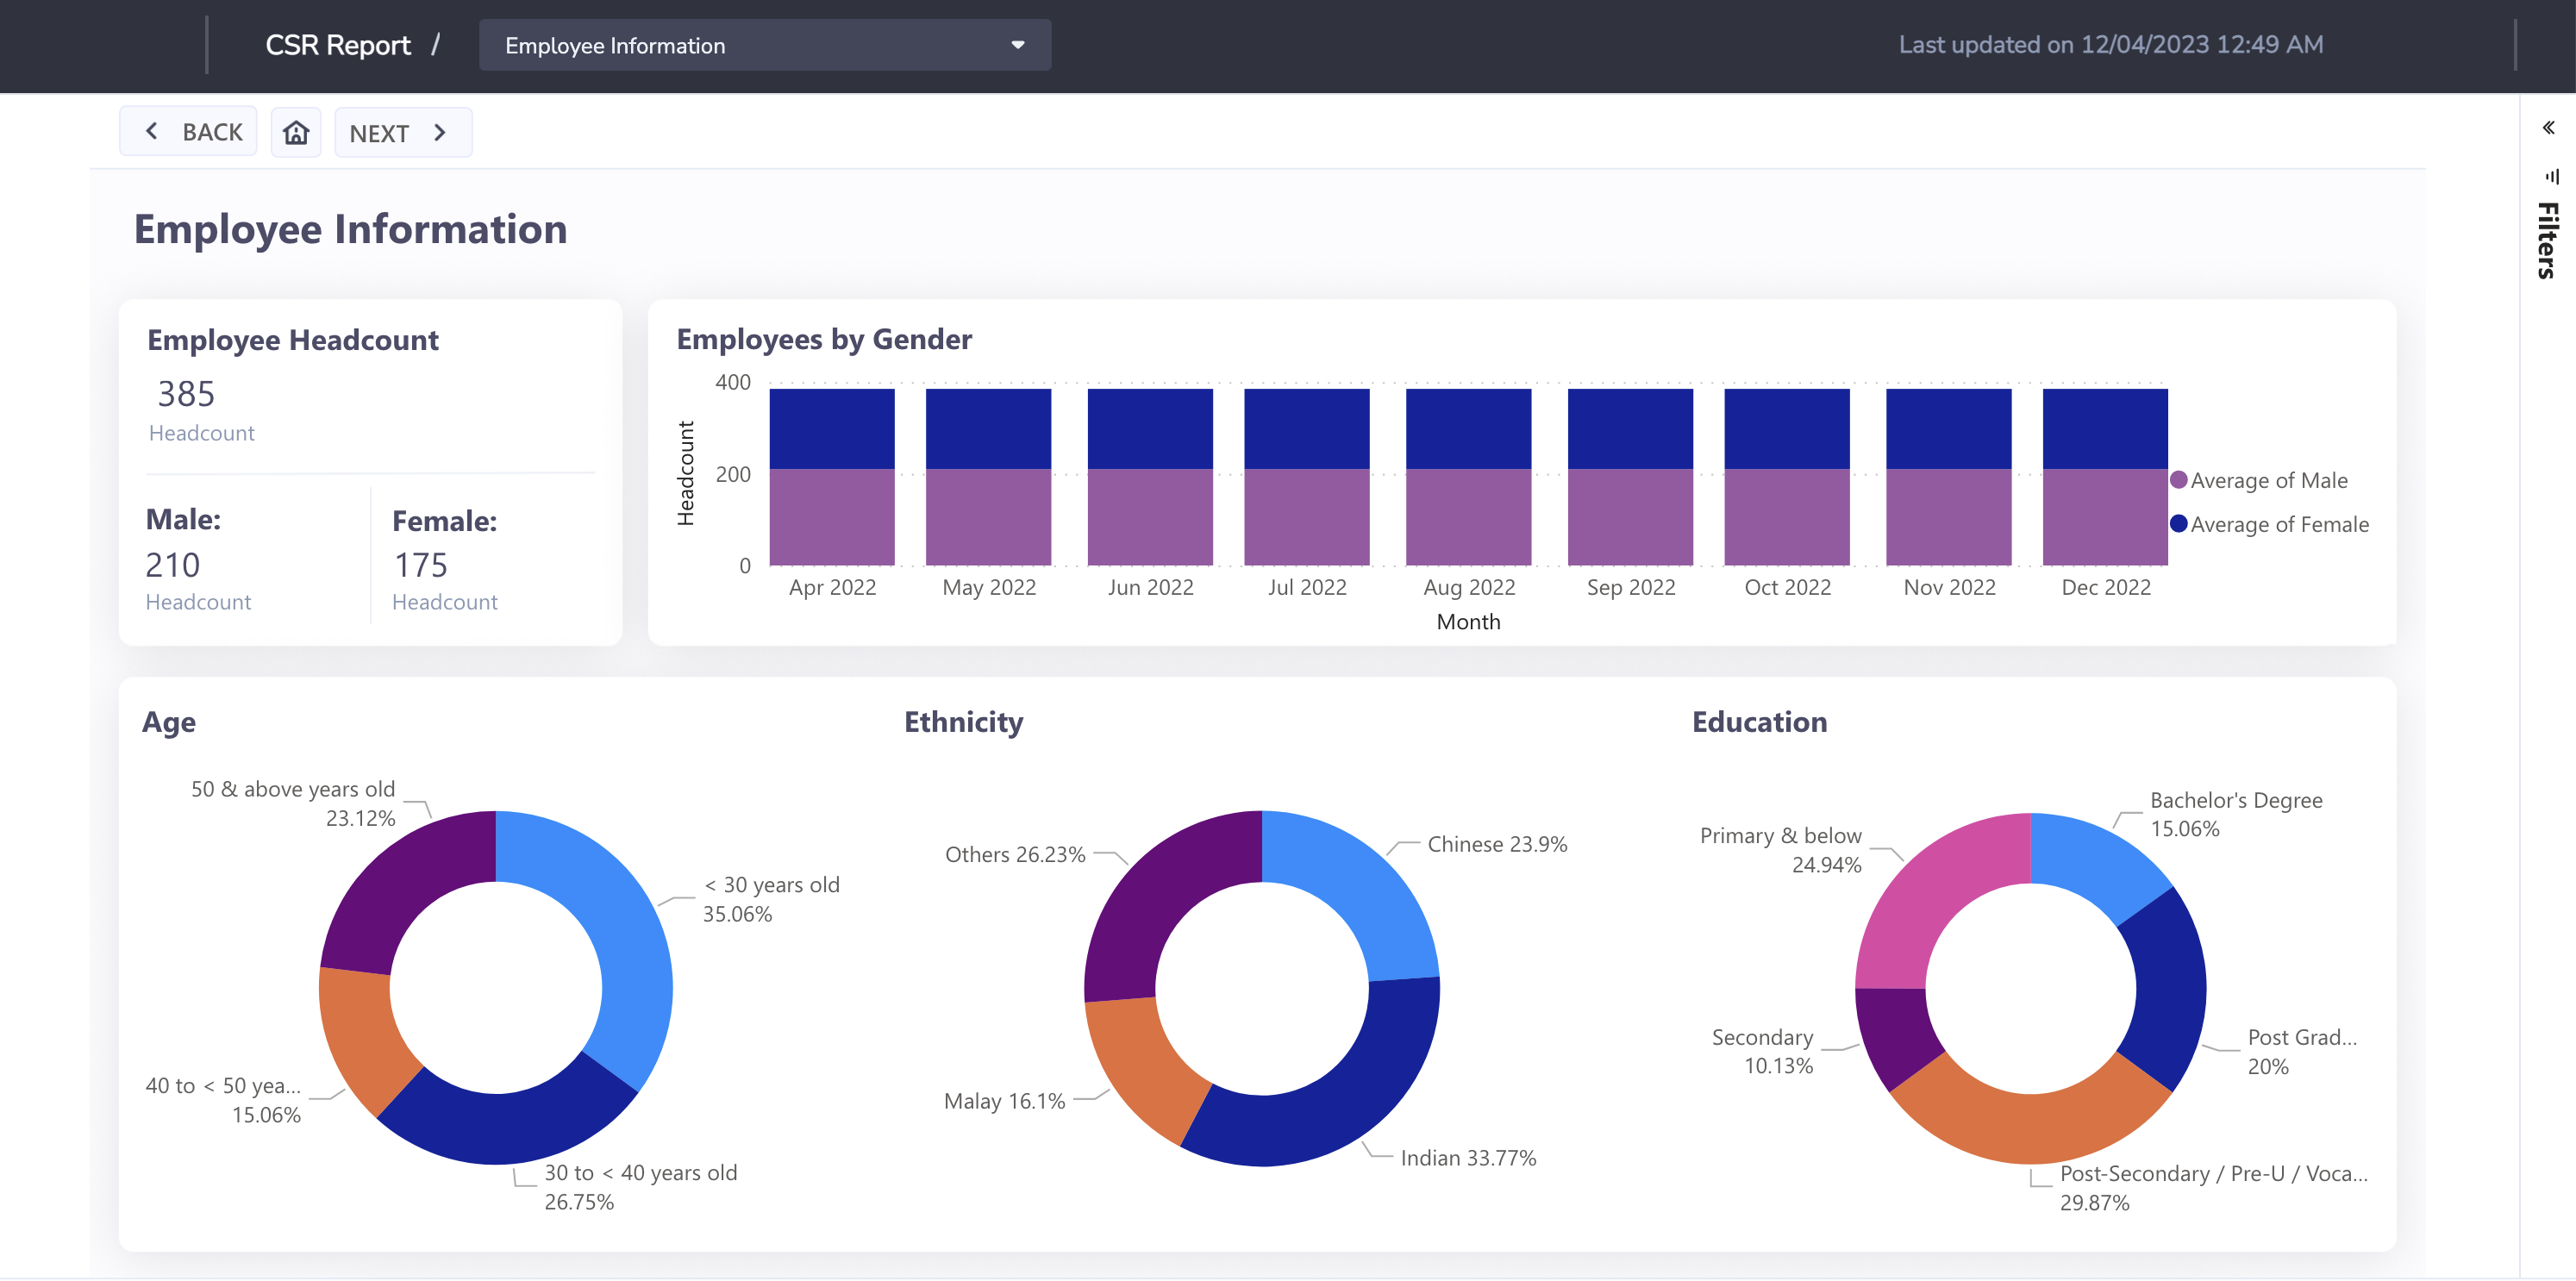 CSR Report /
Employee Information
Last updated on 12/04/2023 12:49 AM
BACK
NEXT
Filters
Employee Information
Employee Headcount
385
Headcount
Male:
210
Headcount
Female:
175
Headcount
Employees by Gender
Headcount
400
200
0
Apr 2022
May 2022
Jun 2022
Jul 2022
Aug 2022
Sep 2022
Oct 2022
Nov 2022
Dec 2022
Month
Average of Male
Average of Female
Age
50 & above years old
23.12%
< 30 years old
35.06%
40 to < 50 yea...
15.06%
30 to < 40 years old
26.75%
Ethnicity
Others 26.23%
Chinese 23.9%
Malay 16.1%
Indian 33.77%
Education
Bachelor's Degree
15.06%
Primary & below
24.94%
Secondary
10.13%
Post Grad...
20%
Post-Secondary / Pre-U / Voca...
29.87%